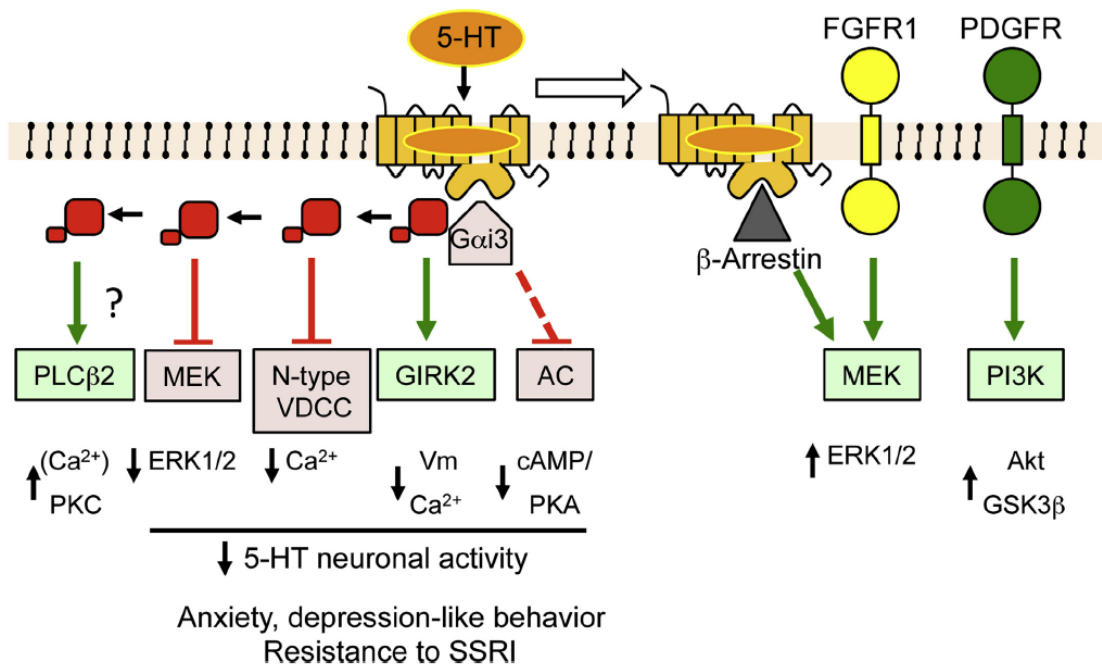 5-HT
FGFR1
PDGFR
Gαi3
β-Arrestin
?
PLCβ2
MEK
N-type
VDCC
GIRK2
AC
MEK
PI3K
(Ca²⁺)
PKC
ERK1/2
Ca²⁺
Vm
Ca²⁺
cAMP/
PKA
ERK1/2
Akt
GSK3β
5-HT neuronal activity
Anxiety, depression-like behavior
Resistance to SSRI